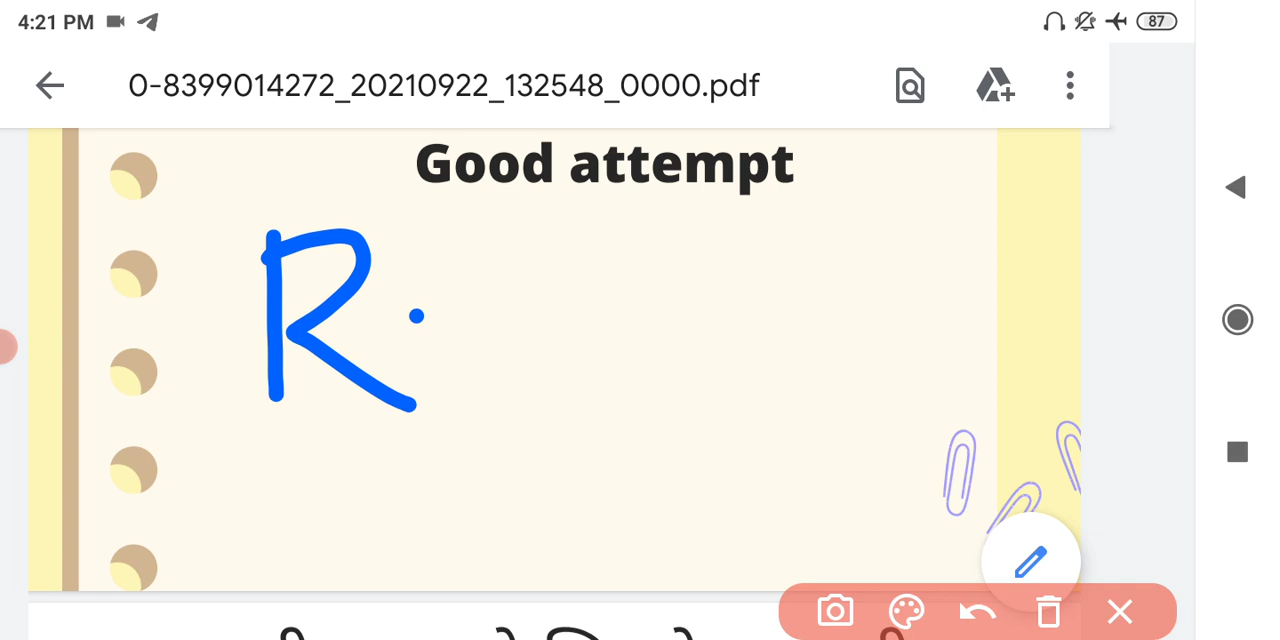 4:21 PM 87
0-8399014272_20210922_132548_0000.pdf
Good attempt
R.